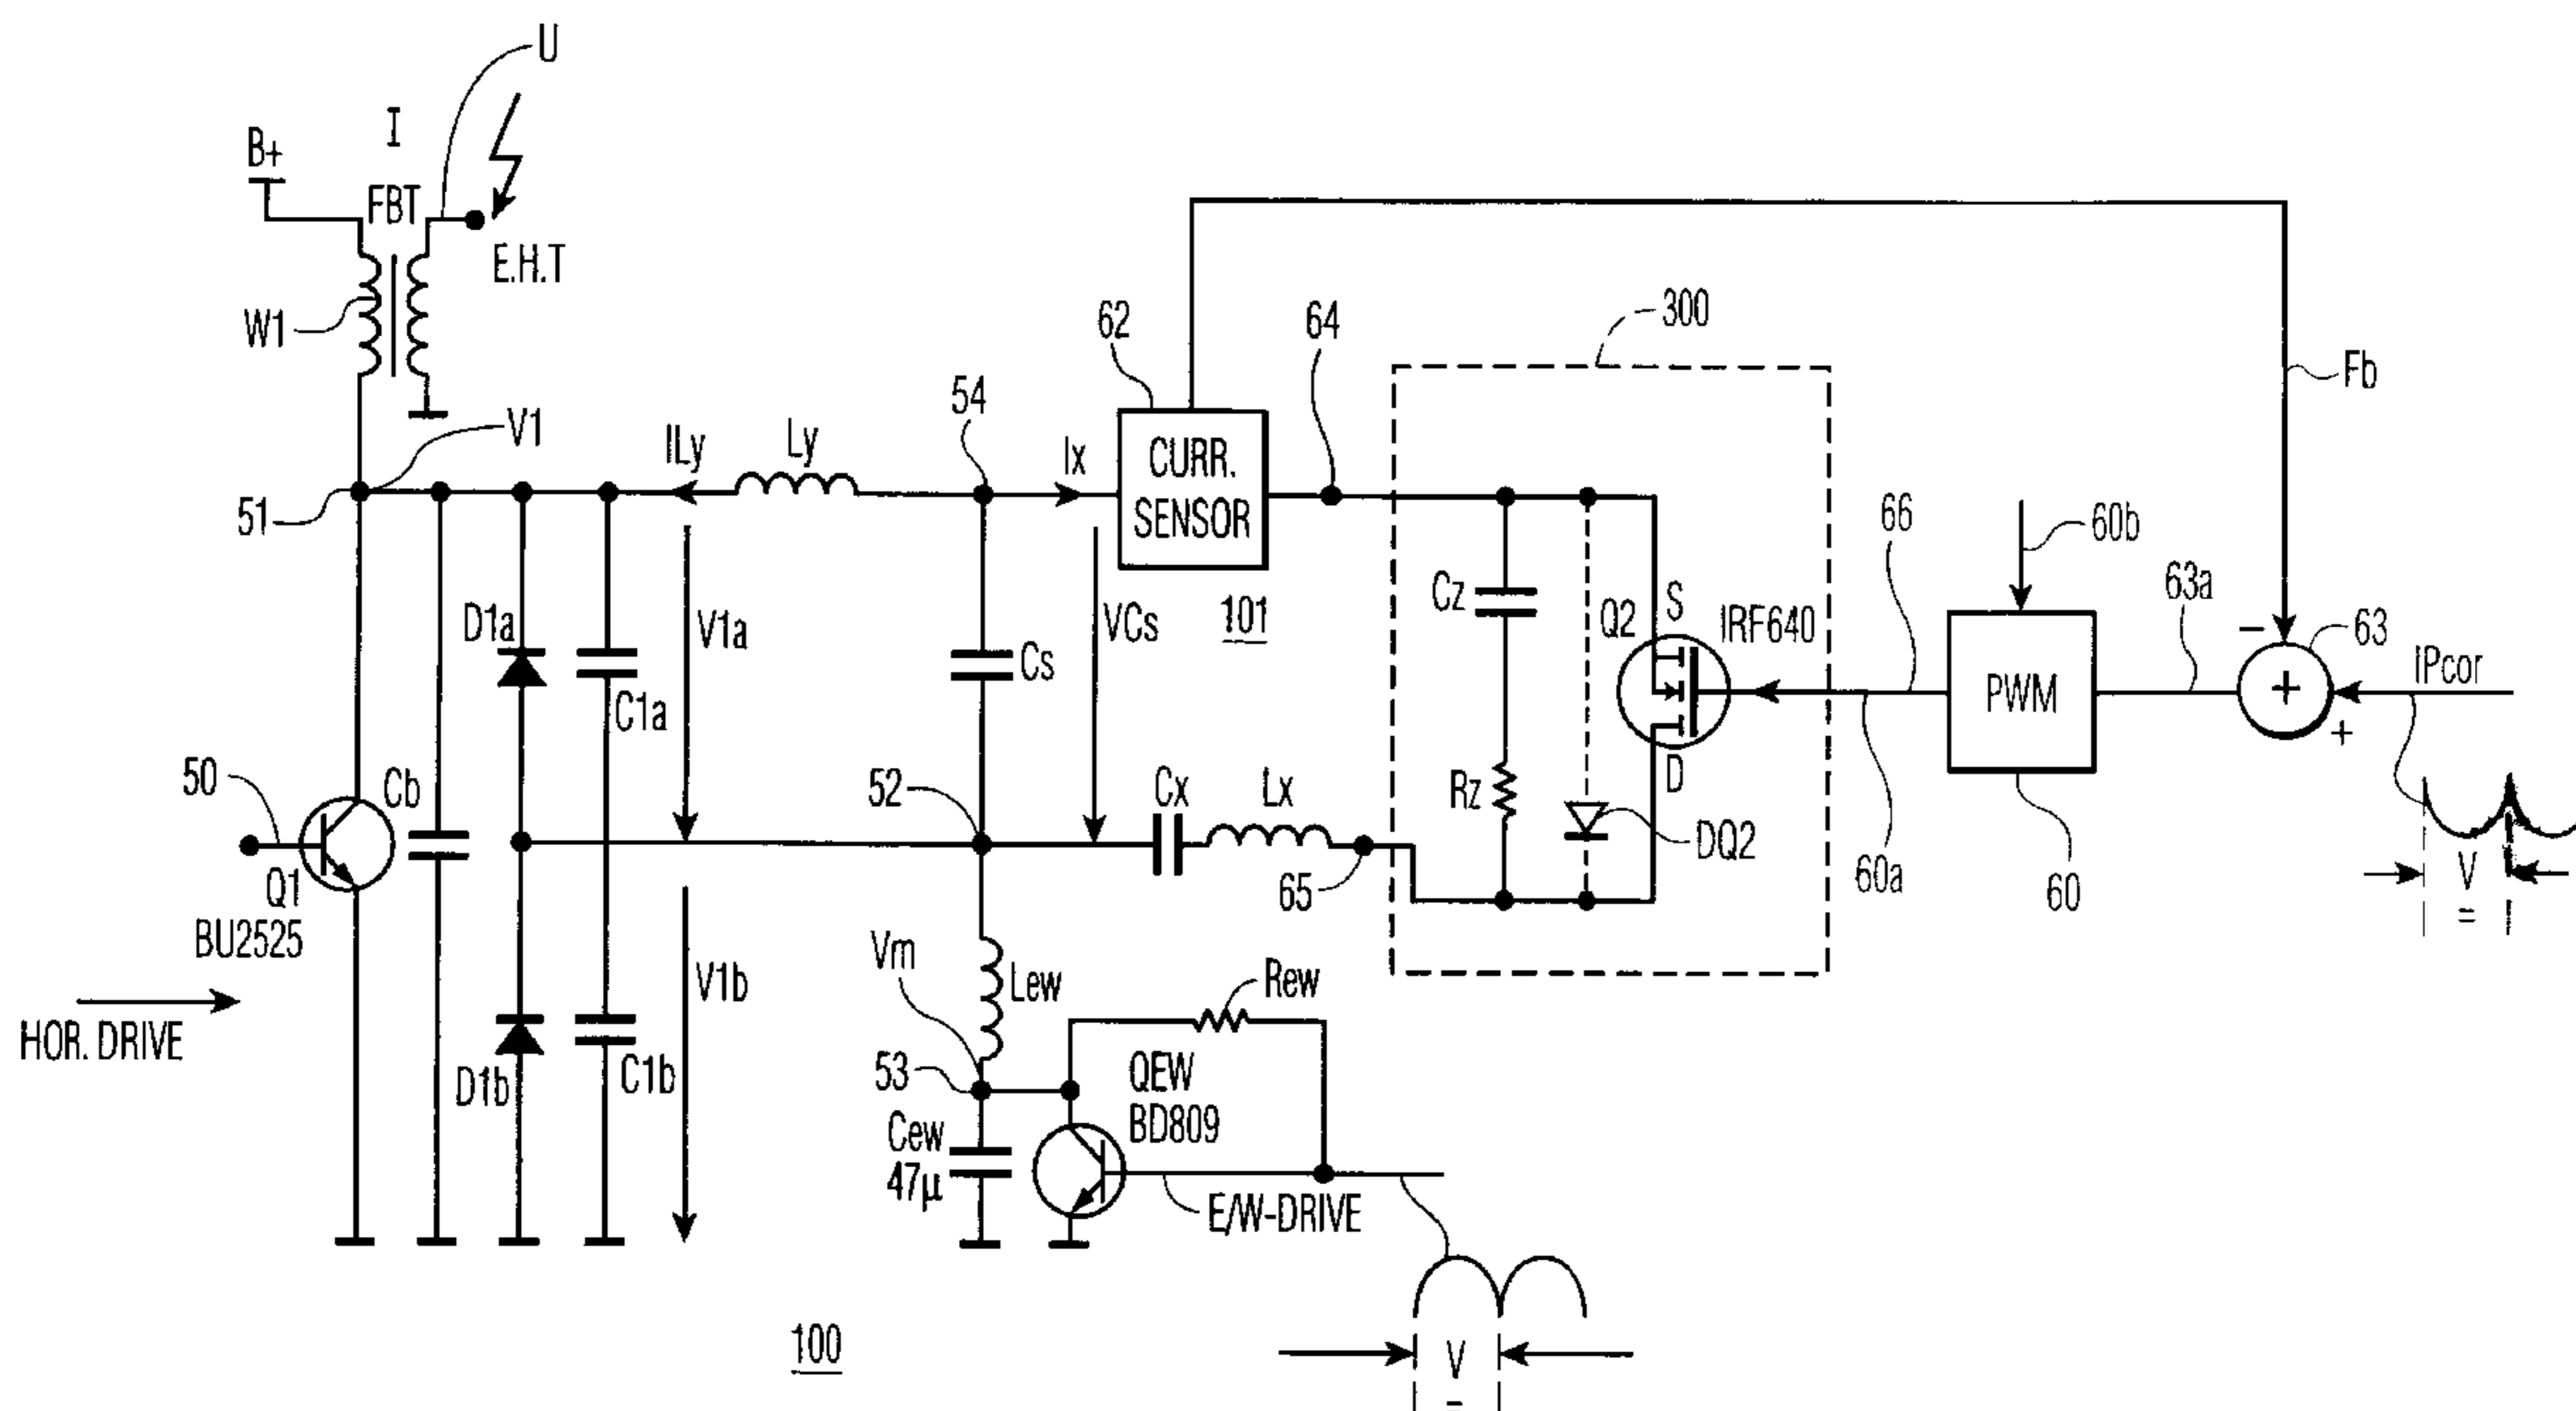 U
I
B+
FBT
E.H.T
W1
V1
51
ILy
Ly
54
Ix
62
CURR.
SENSOR
64
300
Fb
D1a
C1a
V1a
Cs
VCs
101
Cz
Q2
S
IRF640
D
66
60b
63a
63
IPcor
PWM
-
+
+
50
Cb
Q1
BU2525
52
Cx
Lx
65
Rz
DQ2
60a
60
V
=
HOR. DRIVE
D1b
C1b
V1b
Vm
Lew
53
Rew
QEW
BD809
Cew
47µ
E/W-DRIVE
V
=
100